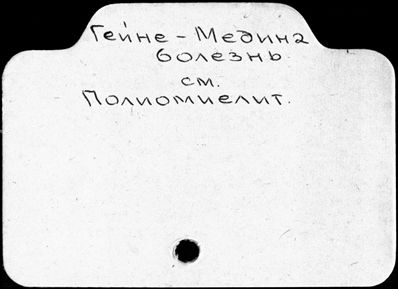 Гейне - Медина
болезнь
см.
Полиомиелит.